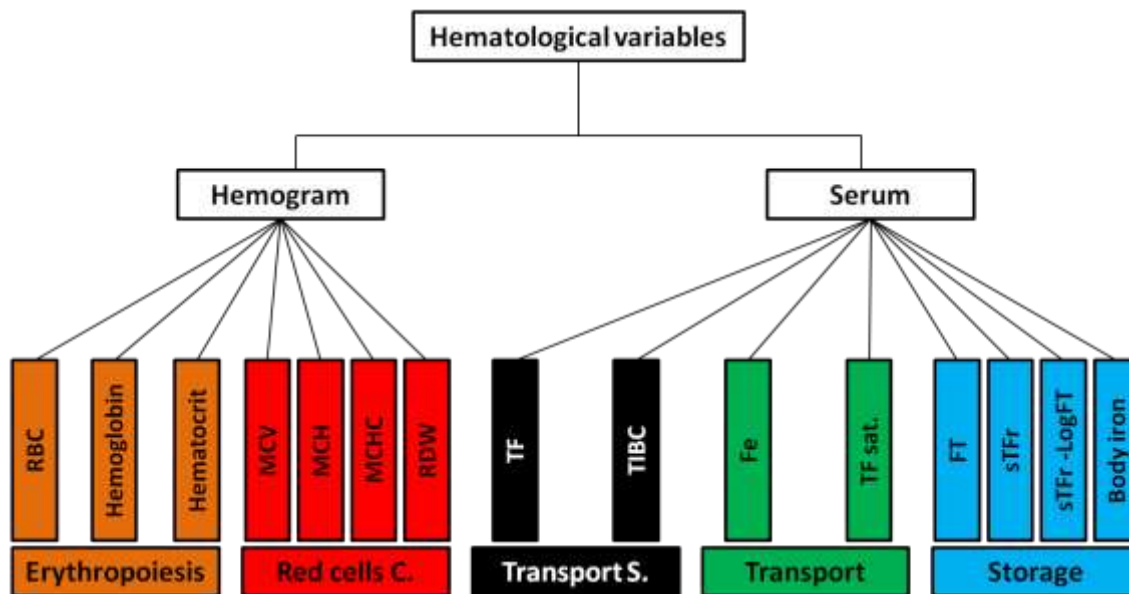 Hematological variables
Hemogram
Serum
RBC
Hemoglobin
Hematocrit
MCV
MCH
MCHC
RDW
TF
TIBC
Fe
TF sat.
FT
sTFr
sTFr -LogFT
Body iron
Erythropoiesis
Red cells C.
Transport S.
Transport
Storage